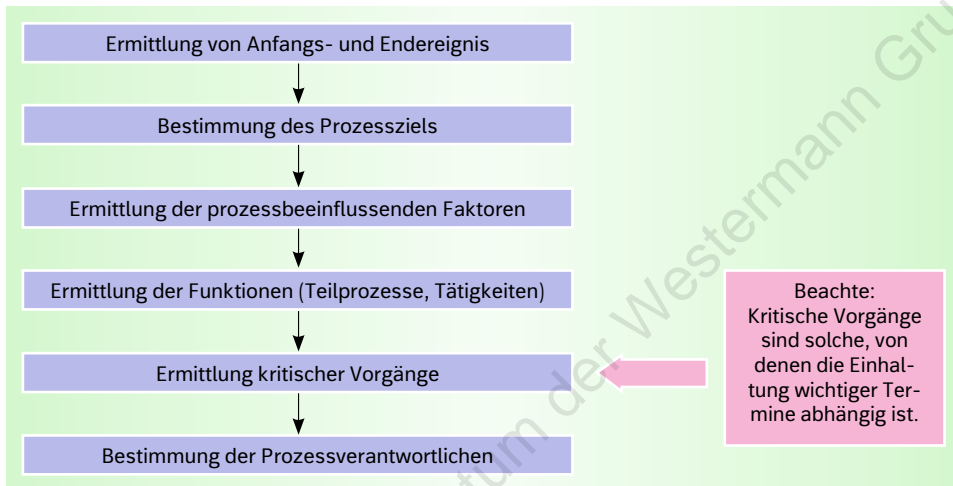 Ermittlung von Anfangs- und Endereignis
Bestimmung des Prozessziels
Ermittlung der prozessbeeinflussenden Faktoren
Ermittlung der Funktionen (Teilprozesse, Tätigkeiten)
Ermittlung kritischer Vorgänge
Bestimmung der Prozessverantwortlichen
Beachte:
Kritische Vorgänge
sind solche, von
denen die Einhal-
tung wichtiger Ter-
mine abhängig ist.
der Westermann